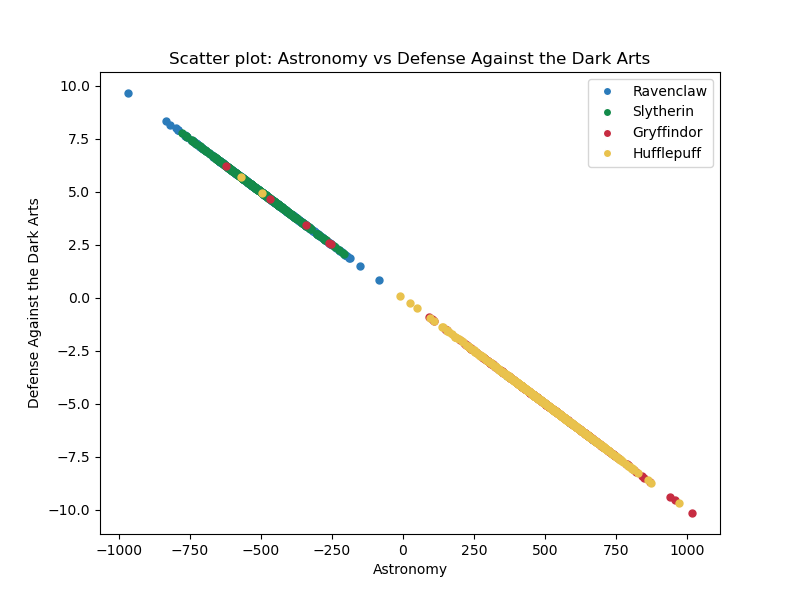 Scatter plot: Astronomy vs Defense Against the Dark Arts
Ravenclaw
Slytherin
Gryffindor
Hufflepuff
10.0
7.5
5.0
2.5
0.0
−2.5
−5.0
−7.5
−10.0
Defense Against the Dark Arts
−1000 −750 −500 −250 0 250 500 750 1000
Astronomy